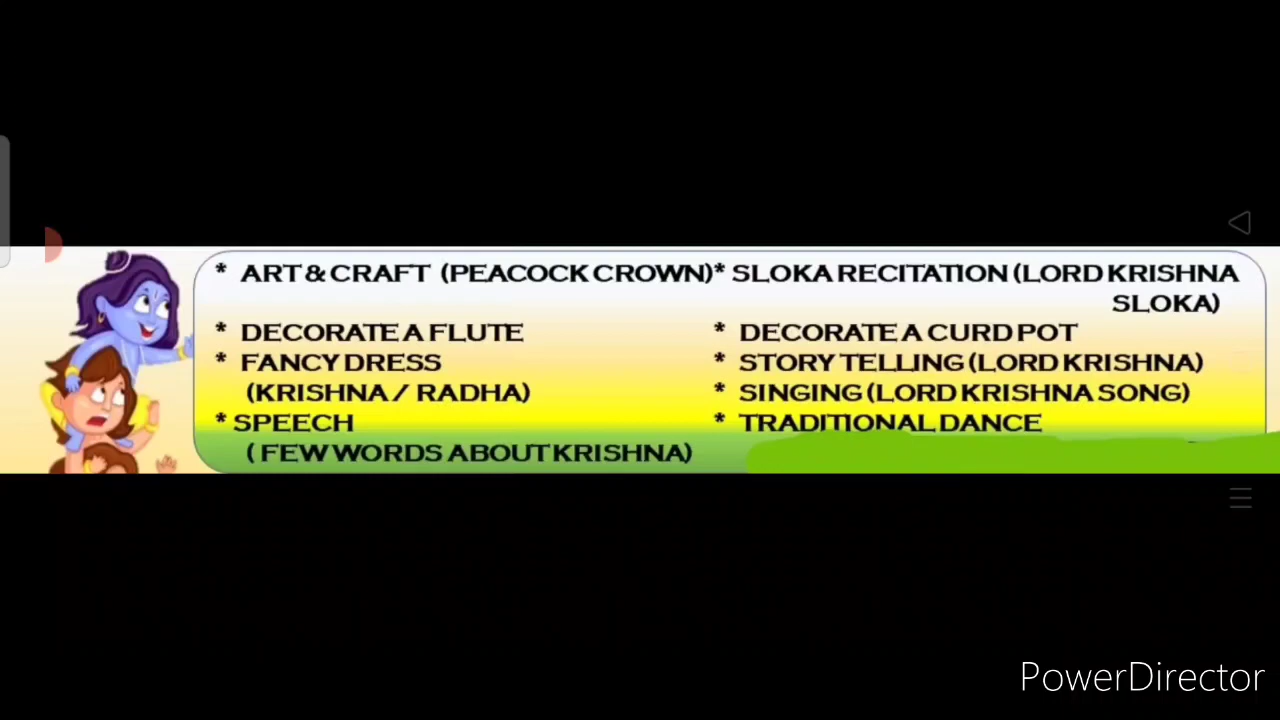 * ART & CRAFT (PEACOCK CROWN)
* DECORATE A FLUTE
* FANCY DRESS
(KRISHNA / RADHA)
* SPEECH
( FEW WORDS ABOUT KRISHNA)
* SLOKA RECITATION (LORD KRISHNA
SLOKA)
* DECORATE A CURD POT
* STORY TELLING (LORD KRISHNA)
* SINGING (LORD KRISHNA SONG)
* TRADITIONAL DANCE
PowerDirector